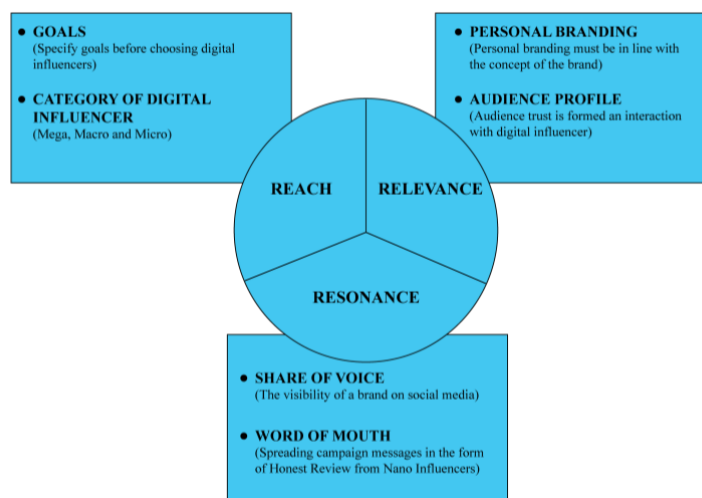 ● GOALS
(Specify goals before choosing digital
influencers)
● CATEGORY OF DIGITAL
INFLUENCER
(Mega, Macro and Micro)
● PERSONAL BRANDING
(Personal branding must be in line with
the concept of the brand)
● AUDIENCE PROFILE
(Audience trust is formed an interaction
with digital influencer)
REACH
RELEVANCE
RESONANCE
● SHARE OF VOICE
(The visibility of a brand on social media)
● WORD OF MOUTH
(Spreading campaign messages in the form
of Honest Review from Nano Influencers)